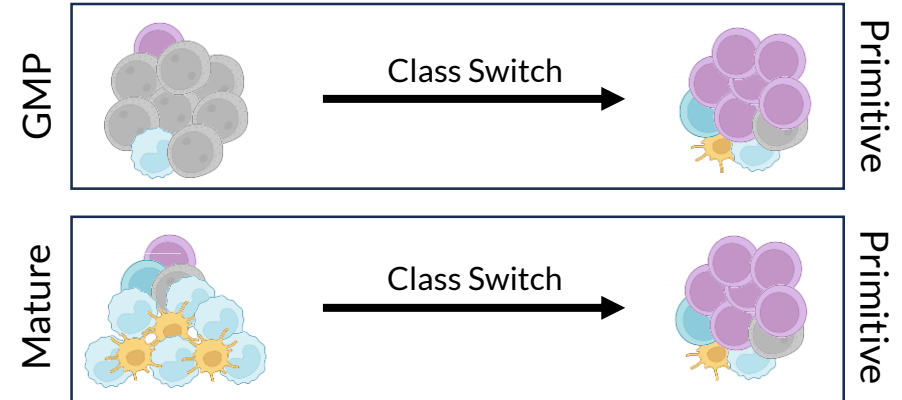 GMP
Class Switch
Primitive
Mature
Class Switch
Primitive